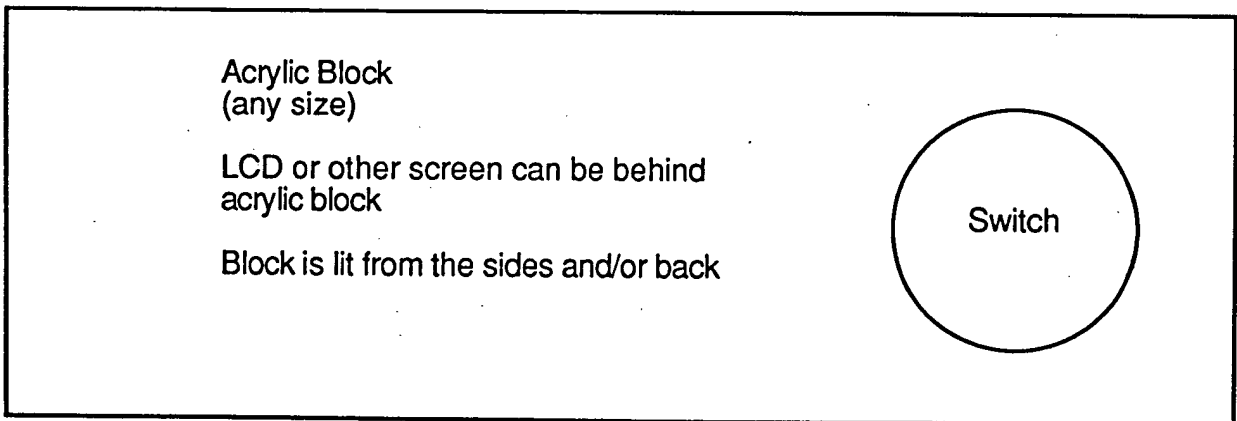 Acrylic Block
(any size)
LCD or other screen can be behind
acrylic block
Block is lit from the sides and/or back
Switch